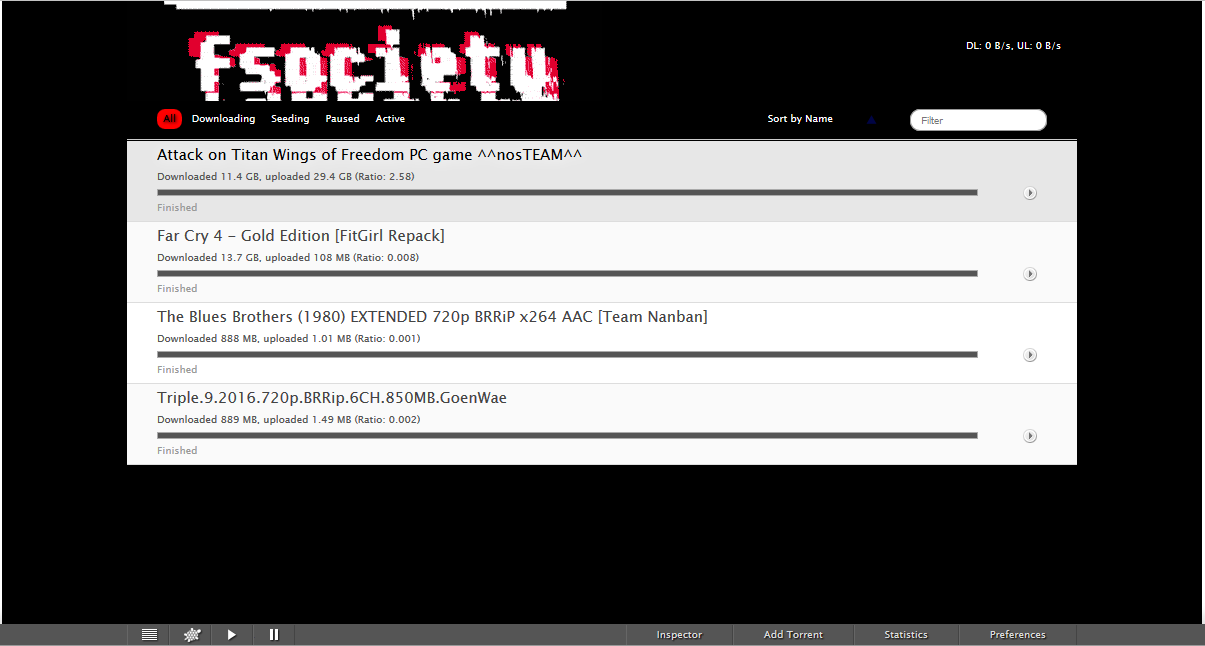 fsociety
DL: 0 B/s, UL: 0 B/s
All Downloading Seeding Paused Active Sort by Name Filter
Attack on Titan Wings of Freedom PC game ^^nosTEAM^^
Downloaded 11.4 GB, uploaded 29.4 GB (Ratio: 2.58)
Finished
Far Cry 4 - Gold Edition [FitGirl Repack]
Downloaded 13.7 GB, uploaded 108 MB (Ratio: 0.008)
Finished
The Blues Brothers (1980) EXTENDED 720p BRRiP x264 AAC [Team Nanban]
Downloaded 888 MB, uploaded 1.01 MB (Ratio: 0.001)
Finished
Triple.9.2016.720p.BRRip.6CH.850MB.GoenWae
Downloaded 889 MB, uploaded 1.49 MB (Ratio: 0.002)
Finished
Inspector Add Torrent Statistics Preferences